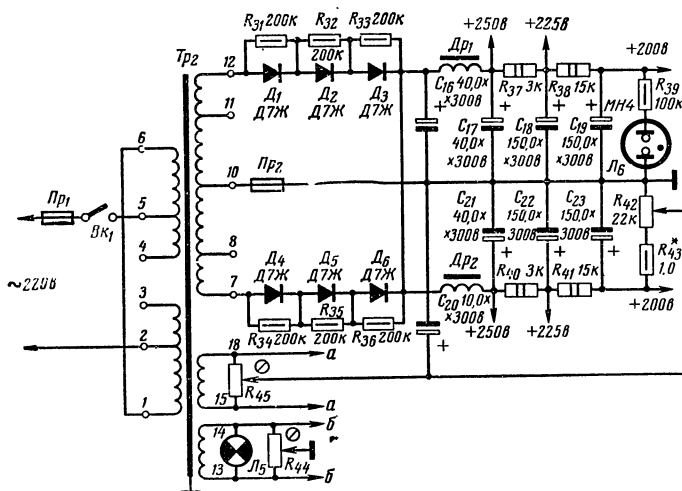 R31 200к R32 200к R33 200к
Тр2
12
Д1 Д7Ж
Д2 Д7Ж
Д3 Д7Ж
11
10
Пр2
8
7
Д4 Д7Ж
Д5 Д7Ж
Д6 Д7Ж
R34 200к
R35 200к
R36 200к
6
5
4
3
2
1
Пр1
Вк1
~220в
Др1
+250в
+225в
+200в
C16 40,0х х300в
R37 3к
R38 15к
МН4
R39 100к
C17 40,0х х300в
C18 150,0х х300в
C19 150,0х х300в
Л6
C21 40,0х х300в
C22 150,0х 300в
C23 150,0х 300в
R42 22к
R43* 1,0
Др2
R40 3к
R41 15к
C20 10,0х х300в
+250в
+225в
+200в
18
а
R45
15
а
14
б
Л5
R44
13
б